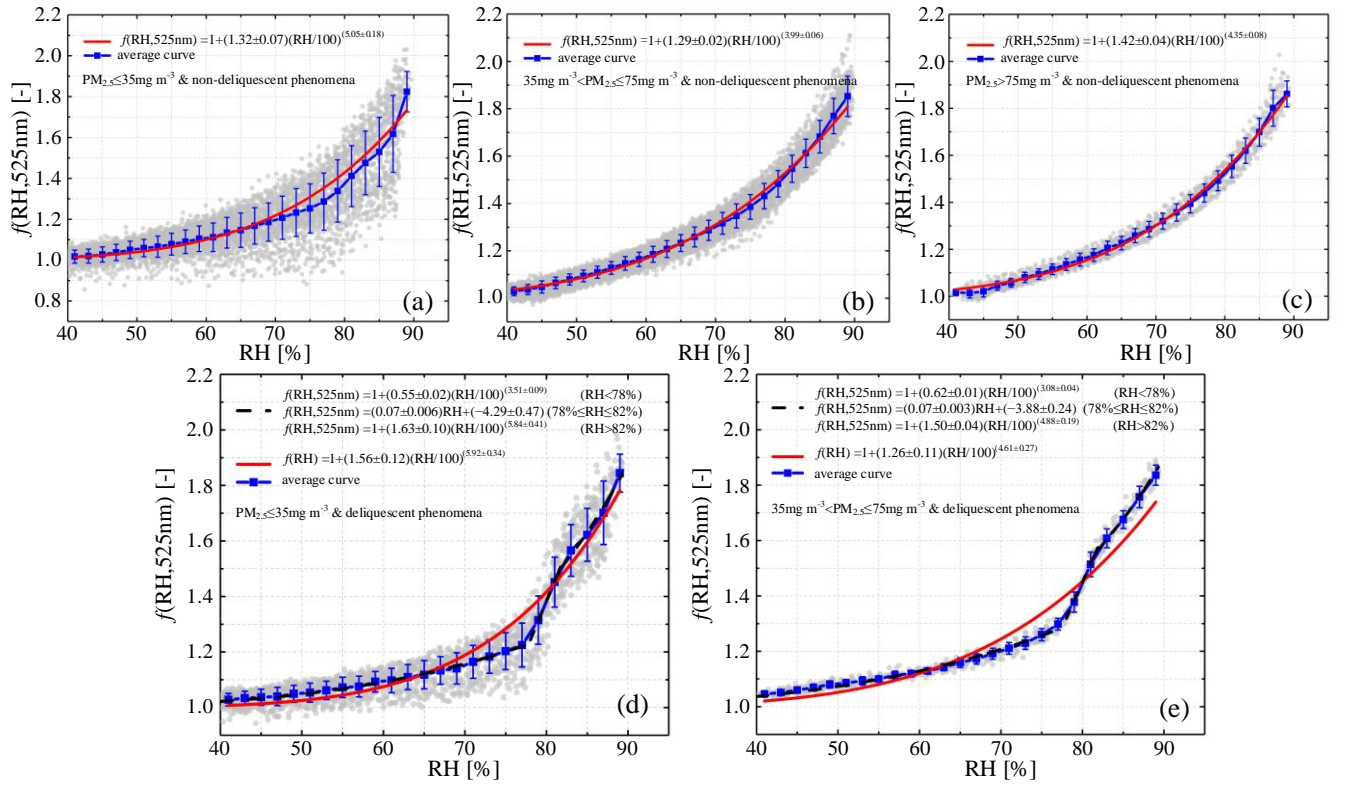 f(RH,525nm) =1+(1.32±0.07)(RH/100)^(5.05±0.18)
average curve
PM2.5≤35mg m-3 & non-deliquescent phenomena
f(RH,525nm) [-]
2.2
2.0
1.8
1.6
1.4
1.2
1.0
0.8
(a)
40 50 60 70 80 90
RH [%]
f(RH,525nm) =1+(1.29±0.02)(RH/100)^(3.99±0.06)
average curve
35mg m-3<PM2.5≤75mg m-3 & non-deliquescent phenomena
f(RH,525nm) [-]
2.2
2.0
1.8
1.6
1.4
1.2
1.0
(b)
40 50 60 70 80 90
RH [%]
f(RH,525nm) =1+(1.42±0.04)(RH/100)^(4.35±0.08)
average curve
PM2.5>75mg m-3 & non-deliquescent phenomena
f(RH,525nm) [-]
2.2
2.0
1.8
1.6
1.4
1.2
1.0
(c)
40 50 60 70 80 90
RH [%]
f(RH,525nm) =1+(0.55±0.02)(RH/100)^(3.51±0.09) (RH<78%)
f(RH,525nm) =(0.07±0.006)RH+(−4.29±0.47) (78%≤RH≤82%)
f(RH,525nm) =1+(1.63±0.10)(RH/100)^(5.84±0.41) (RH>82%)
f(RH) =1+(1.56±0.12)(RH/100)^(5.92±0.34)
average curve
PM2.5≤35mg m-3 & deliquescent phenomena
f(RH,525nm) [-]
2.2
2.0
1.8
1.6
1.4
1.2
1.0
(d)
40 50 60 70 80 90
RH [%]
f(RH,525nm) =1+(0.62±0.01)(RH/100)^(3.08±0.04) (RH<78%)
f(RH,525nm) =(0.07±0.003)RH+(−3.88±0.24) (78%≤RH≤82%)
f(RH,525nm) =1+(1.50±0.04)(RH/100)^(4.88±0.19) (RH>82%)
f(RH) =1+(1.26±0.11)(RH/100)^(4.61±0.27)
average curve
35mg m-3<PM2.5≤75mg m-3 & deliquescent phenomena
f(RH,525nm) [-]
2.2
2.0
1.8
1.6
1.4
1.2
1.0
(e)
40 50 60 70 80 90
RH [%]